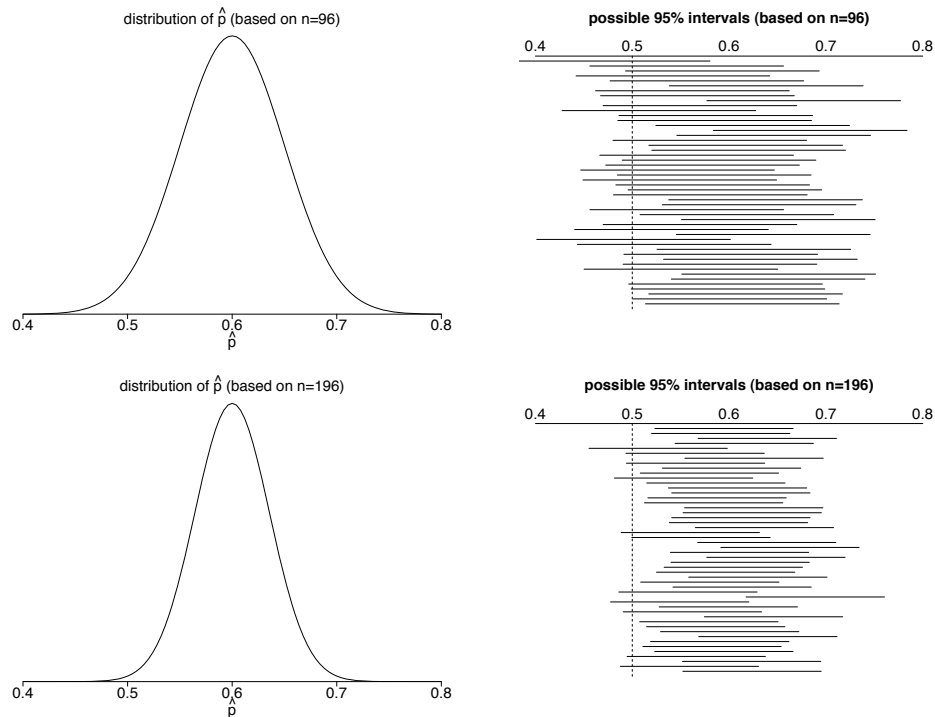 distribution of p̂ (based on n=96)
0.4 0.5 0.6 0.7 0.8
p̂
possible 95% intervals (based on n=96)
0.4 0.5 0.6 0.7 0.8
distribution of p̂ (based on n=196)
0.4 0.5 0.6 0.7 0.8
p̂
possible 95% intervals (based on n=196)
0.4 0.5 0.6 0.7 0.8